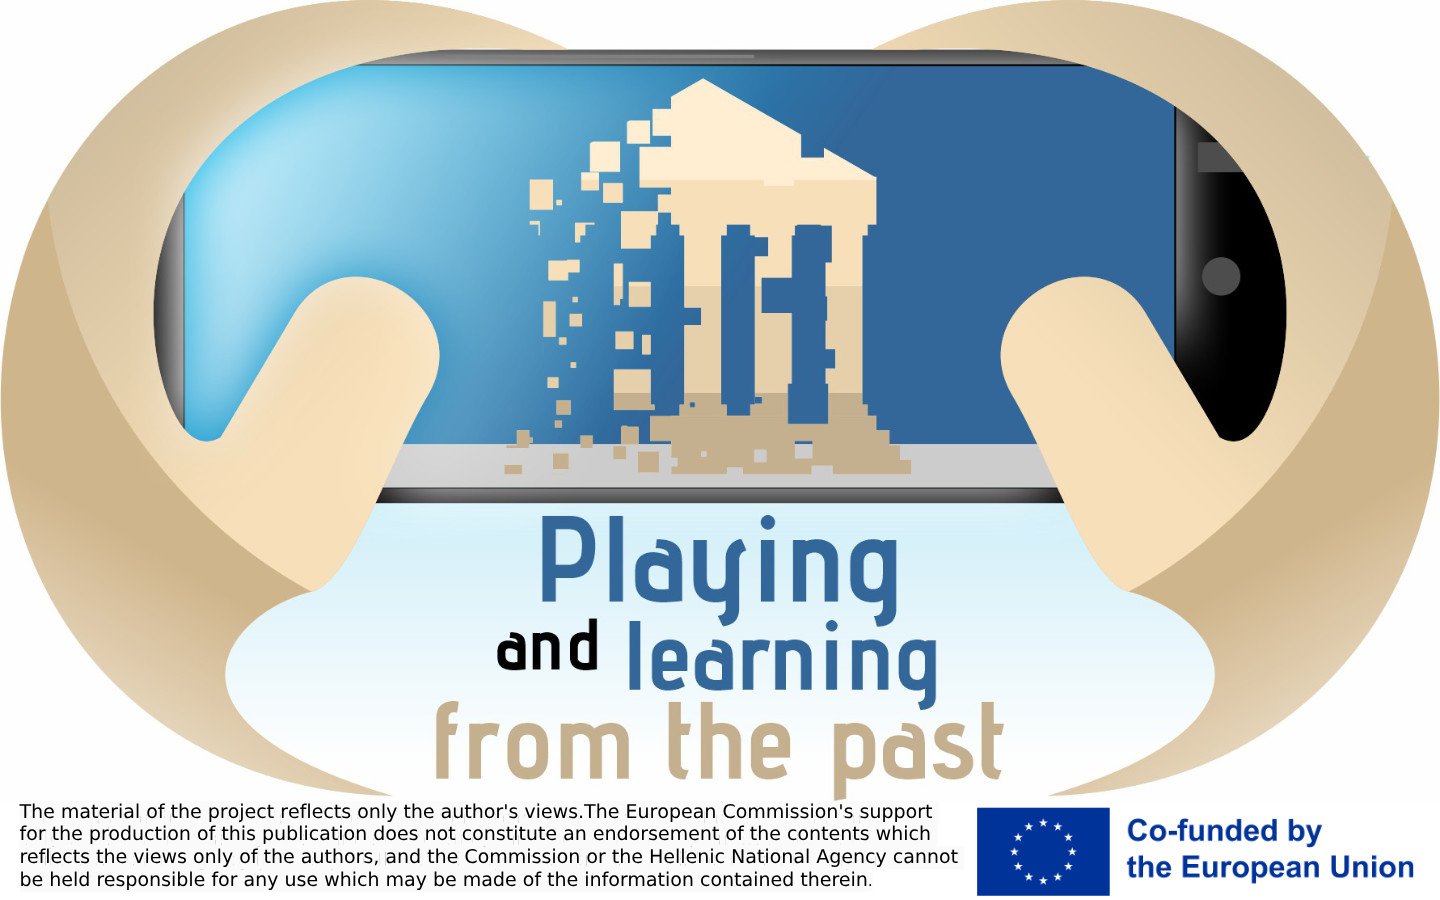 Playing
and learning
from the past
The material of the project reflects only the author's views.The European Commission's support
for the production of this publication does not constitute an endorsement of the contents which
reflects the views only of the authors, and the Commission or the Hellenic National Agency cannot
be held responsible for any use which may be made of the information contained therein.
Co-funded by
the European Union